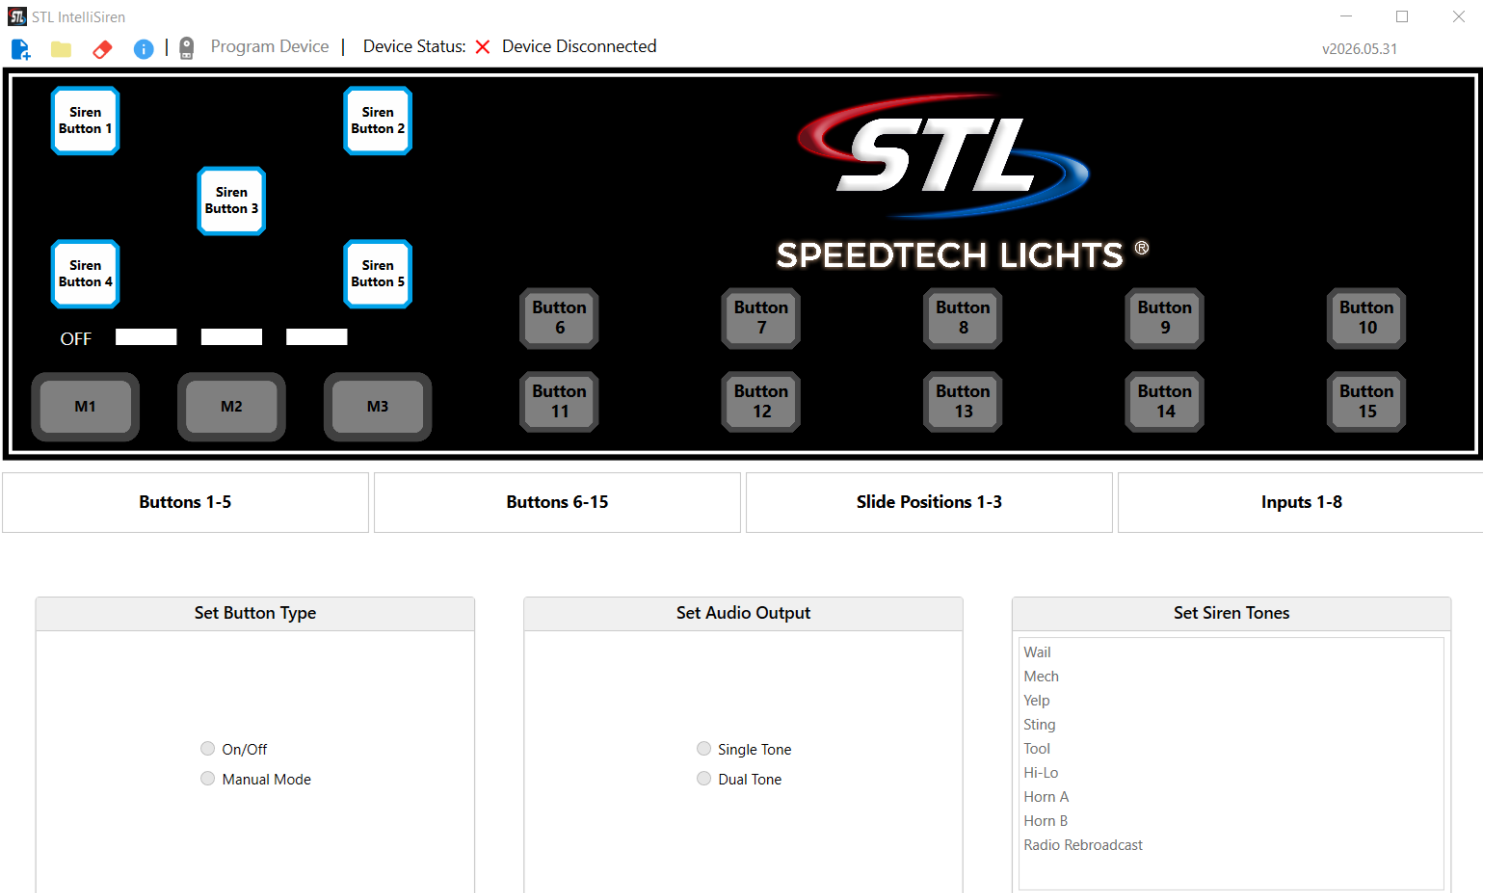 STL STL IntelliSiren
Program Device | Device Status: Device Disconnected v2026.05.31
Siren
Button 1
Siren
Button 2
Siren
Button 3
Siren
Button 4
Siren
Button 5
STL
SPEEDTECH LIGHTS ®
OFF
M1 M2 M3
Button
6
Button
7
Button
8
Button
9
Button
10
Button
11
Button
12
Button
13
Button
14
Button
15
Buttons 1-5 Buttons 6-15 Slide Positions 1-3 Inputs 1-8
Set Button Type
On/Off
Manual Mode
Set Audio Output
Single Tone
Dual Tone
Set Siren Tones
Wail
Mech
Yelp
Sting
Tool
Hi-Lo
Horn A
Horn B
Radio Rebroadcast